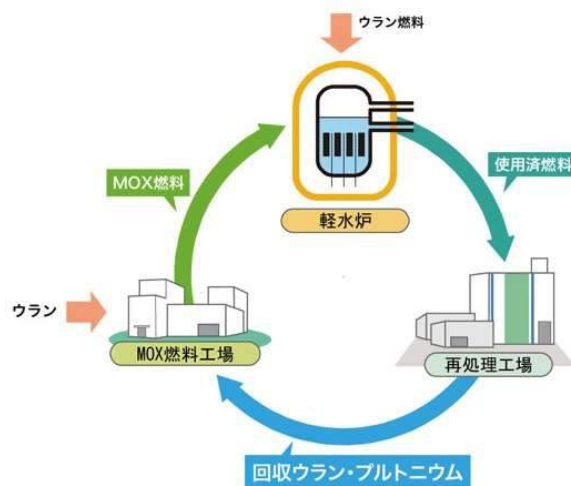 ウラン燃料
使用済燃料
MOX燃料
軽水炉
ウラン
MOX燃料工場
再処理工場
回収ウラン・プルトニウム